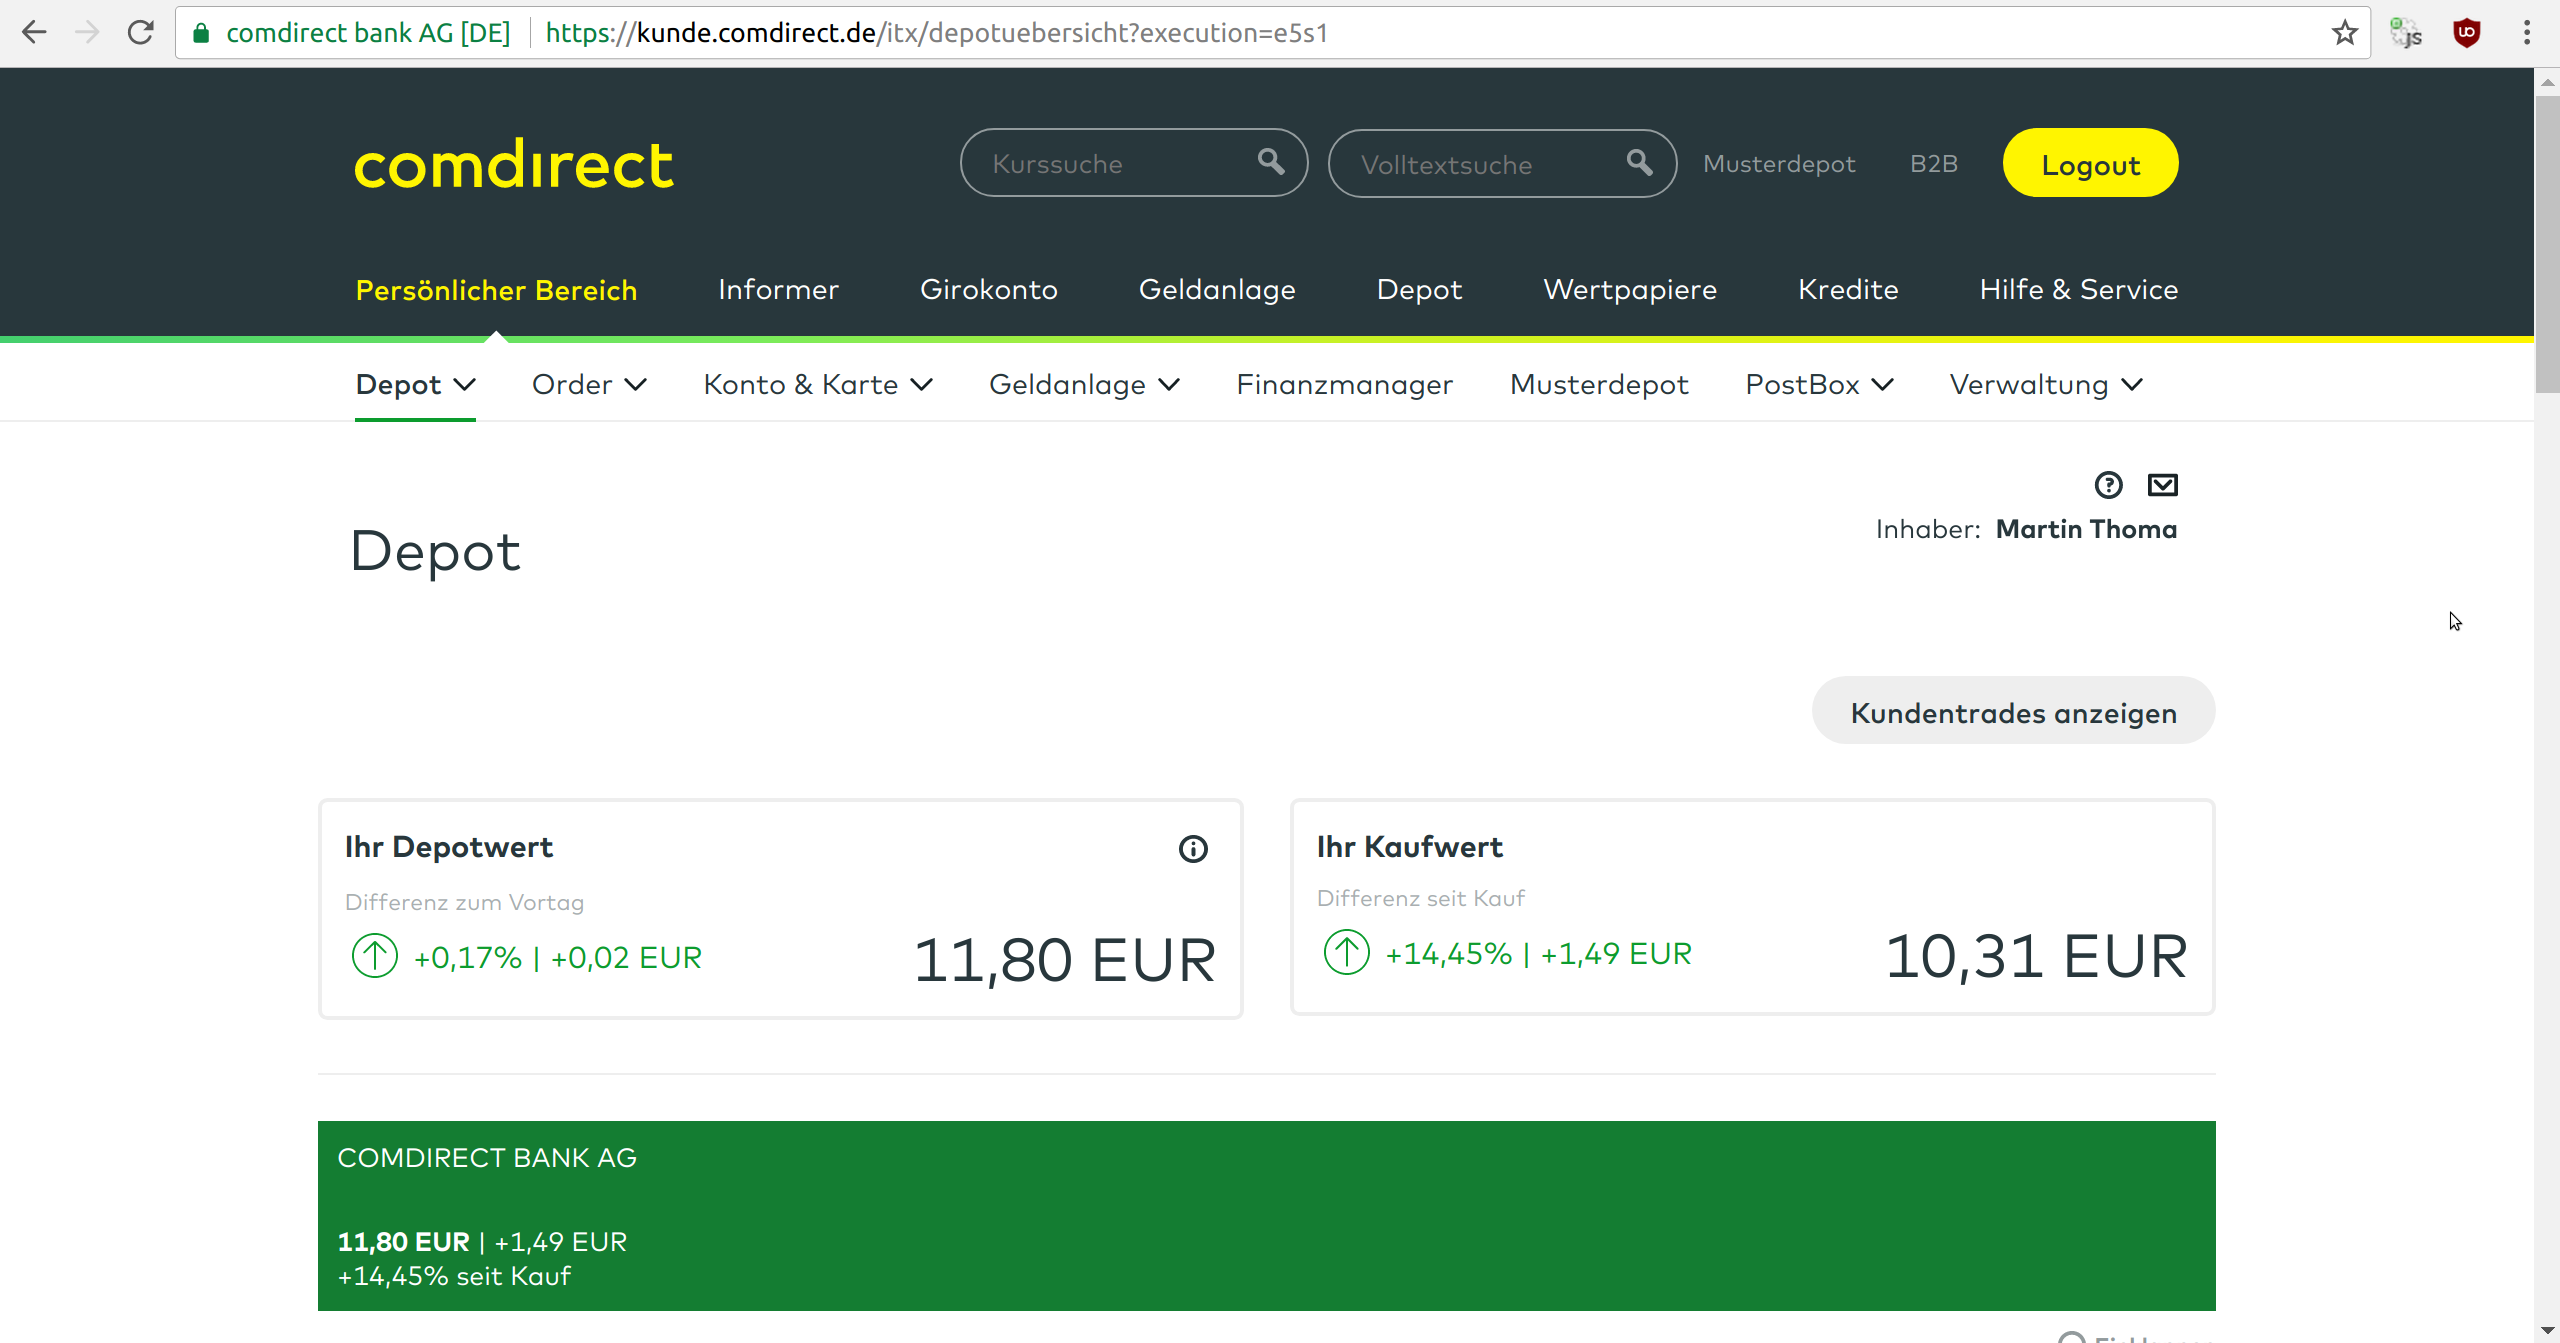 comdirect bank AG [DE] https://kunde.comdirect.de/itx/depotuebersicht?execution=e5s1
JS
comdirect
Kurssuche
Volltextsuche
Musterdepot
B2B
Logout
Persönlicher Bereich
Informer
Girokonto
Geldanlage
Depot
Wertpapiere
Kredite
Hilfe & Service
Depot
Order
Konto & Karte
Geldanlage
Finanzmanager
Musterdepot
PostBox
Verwaltung
Inhaber: Martin Thoma
Depot
Kundentrades anzeigen
Ihr Depotwert
Differenz zum Vortag
+0,17% | +0,02 EUR
11,80 EUR
Ihr Kaufwert
Differenz seit Kauf
+14,45% | +1,49 EUR
10,31 EUR
COMDIRECT BANK AG
11,80 EUR | +1,49 EUR
+14,45% seit Kauf